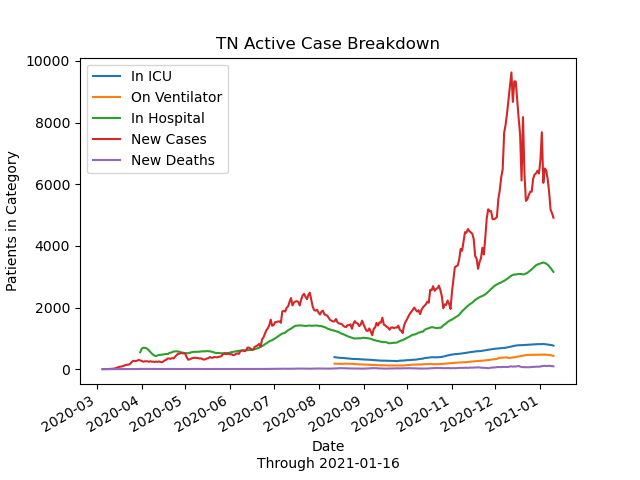 TN Active Case Breakdown
In ICU
On Ventilator
In Hospital
New Cases
New Deaths
Patients in Category
10000
8000
6000
4000
2000
0
2020-03
2020-04
2020-05
2020-06
2020-07
2020-08
2020-09
2020-10
2020-11
2020-12
2021-01
Date
Through 2021-01-16